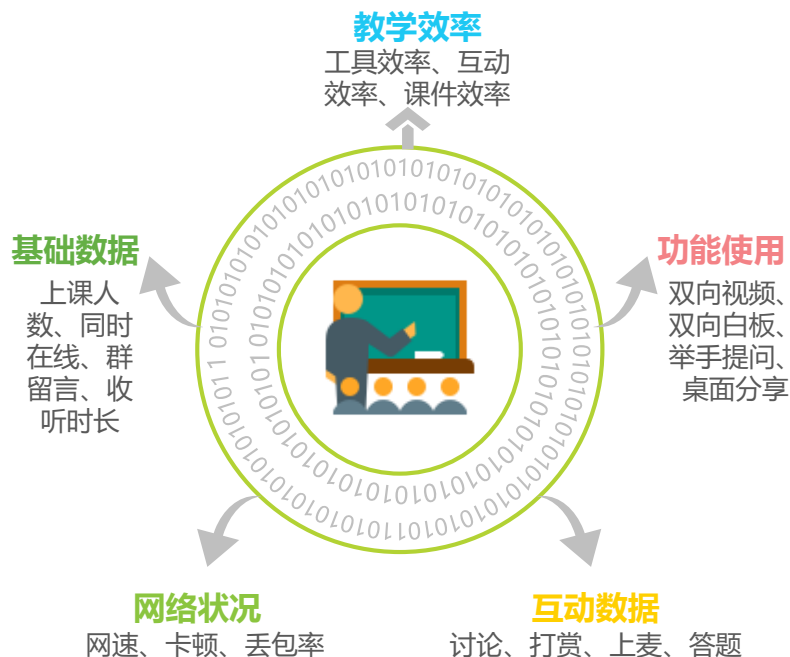 教学效率
工具效率、互动
效率、课件效率
基础数据
上课人
数、同时
在线、群
留言、收
听时长
功能使用
双向视频、
双向白板、
举手提问、
桌面分享
网络状况
网速、卡顿、丢包率
互动数据
讨论、打赏、上麦、答题